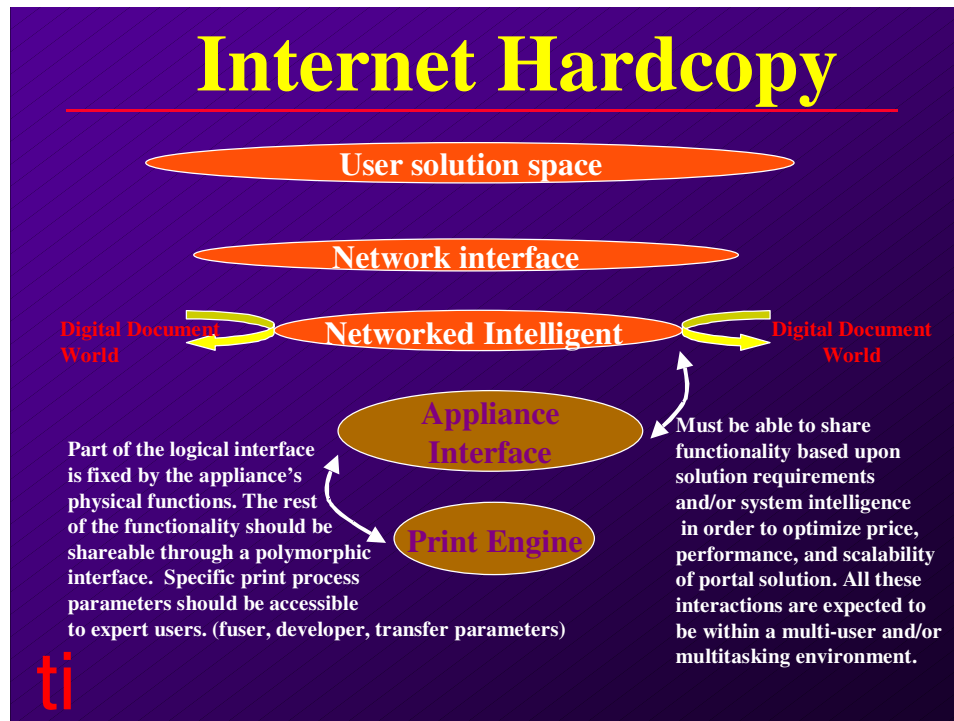 Internet Hardcopy
User solution space
Network interface
Digital Document
World
Networked Intelligent
Digital Document
World
Appliance
Interface
Print Engine
Part of the logical interface
is fixed by the appliance’s
physical functions. The rest
of the functionality should be
shareable through a polymorphic
interface.  Specific print process
parameters should be accessible
to expert users. (fuser, developer, transfer parameters)
Must be able to share
functionality based upon
solution requirements
and/or system intelligence
in order to optimize price,
performance, and scalability
of portal solution. All these
interactions are expected to
be within a multi-user and/or
multitasking environment.
ti